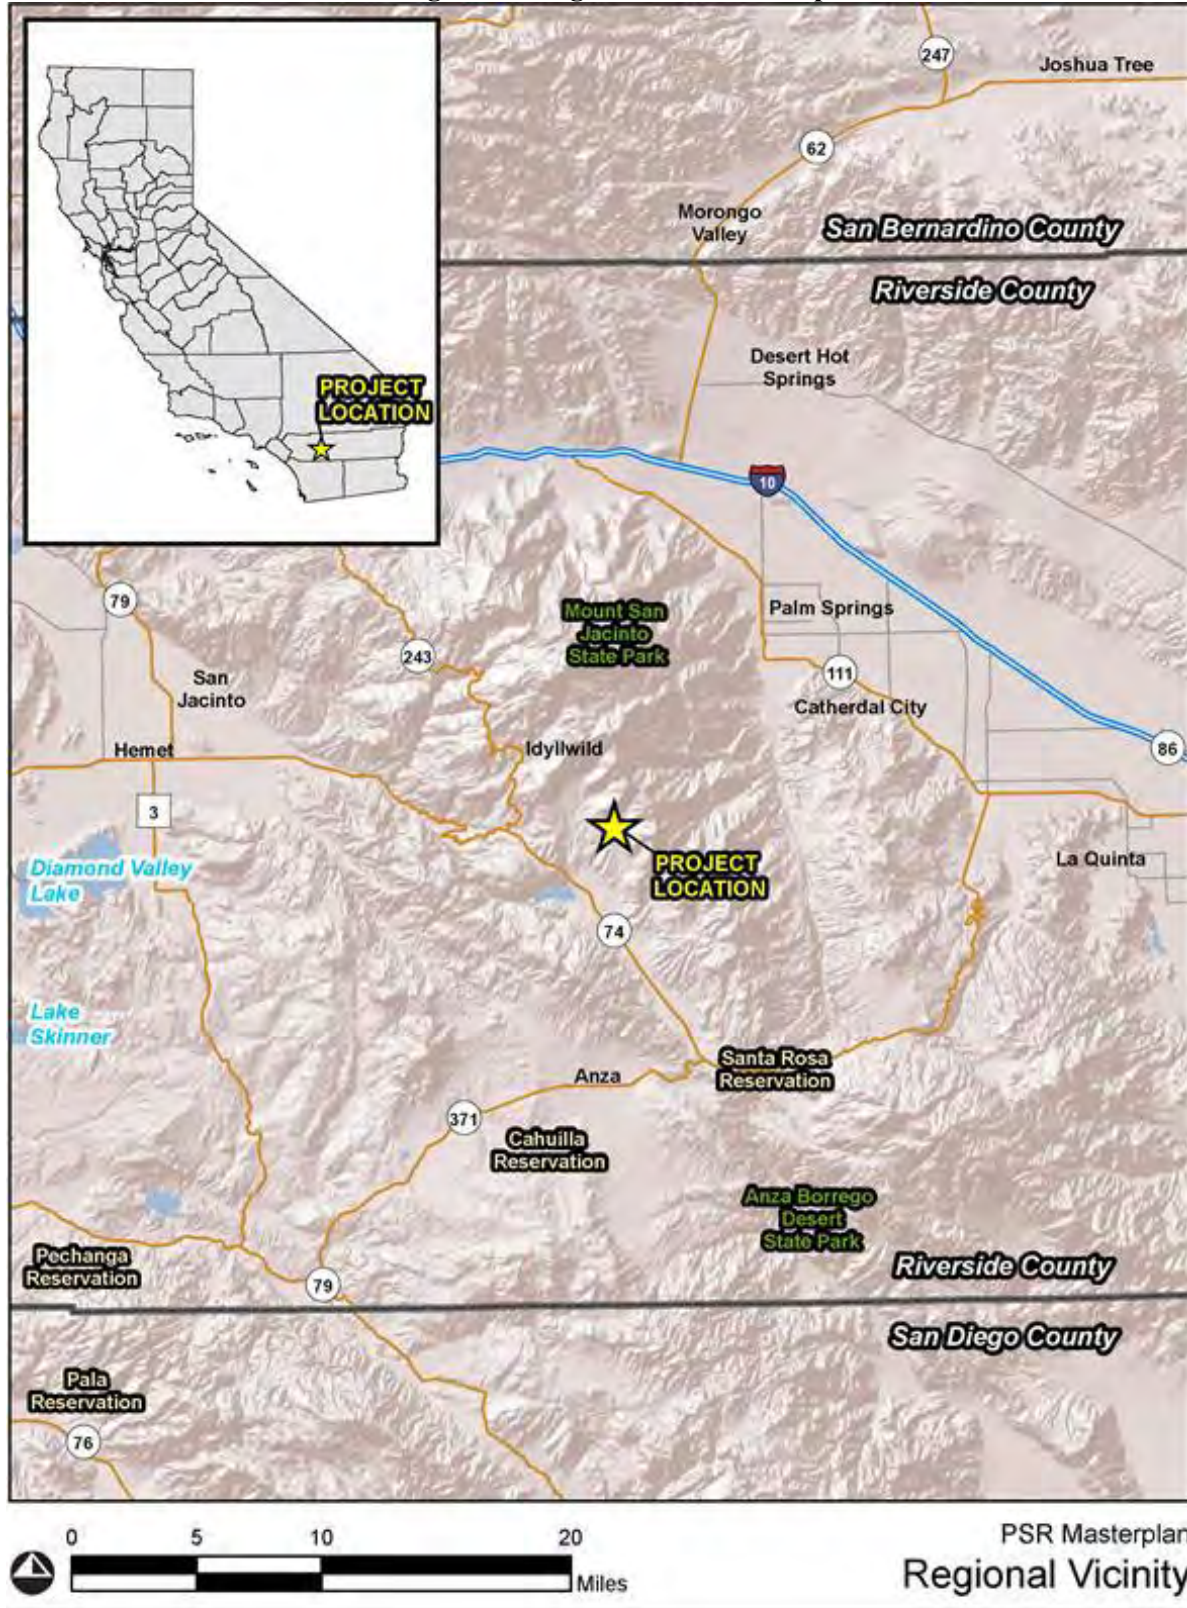 247
Joshua Tree
62
Morongo
Valley
San Bernardino County
Riverside County
Desert Hot
Springs
PROJECT
LOCATION
10
79
Mount San
Jacinto
State Park
Palm Springs
243
111
San
Jacinto
Catherdal City
Hemet
Idyllwild
86
3
PROJECT
LOCATION
La Quinta
Diamond Valley
Lake
74
Lake
Skinner
Santa Rosa
Reservation
Anza
371
Cahuilla
Reservation
Anza Borrego
Desert
State Park
Pechanga
Reservation
Riverside County
79
San Diego County
Pala
Reservation
76
0 5 10 20
Miles
PSR Masterplan
Regional Vicinity